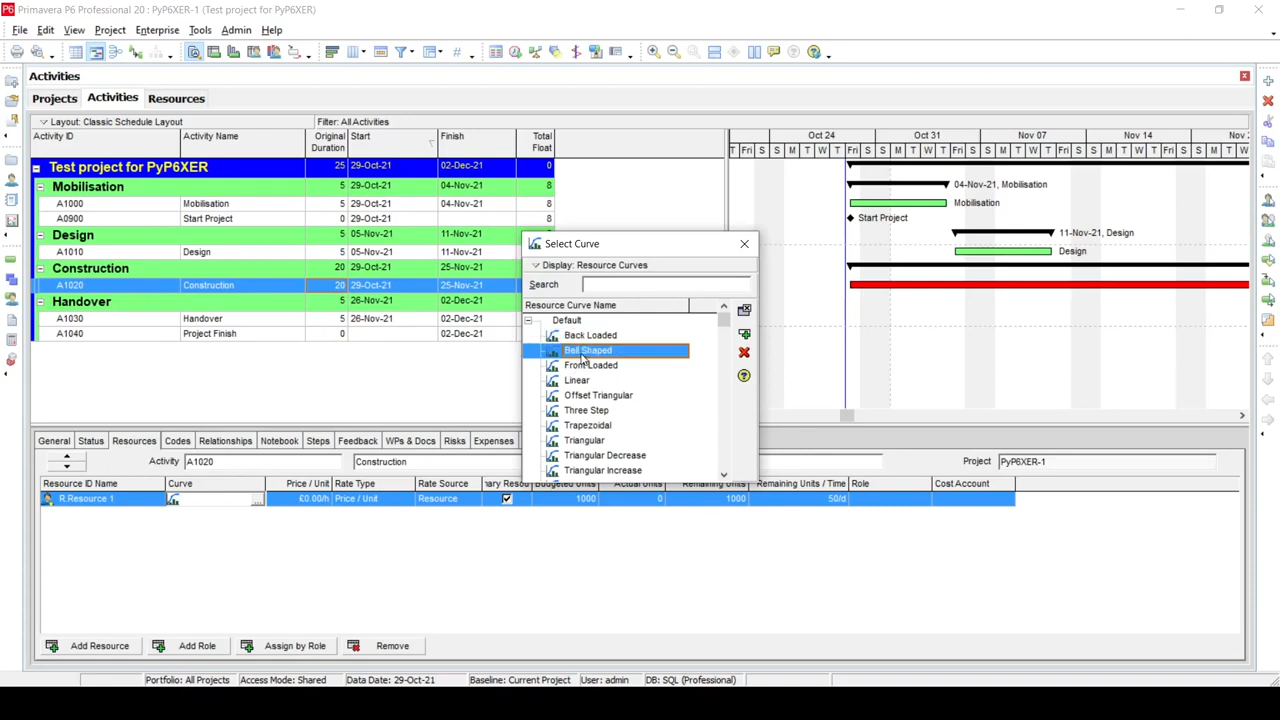 Primavera P6 Professional 20 : PyP6XER-1 (Test project for PyP6XER)
File Edit View Project Enterprise Tools Admin Help
Activities
Projects Activities Resources
Layout: Classic Schedule Layout Filter: All Activities
Activity ID Activity Name Original Duration Start Finish Total Float
Oct 24 Oct 31 Nov 07 Nov 14
T Fri S S M T W T Fri S S M T W T Fri S S M T W T Fri S S M T W T Fri S S M
Test project for PyP6XER 25 29-Oct-21 02-Dec-21 0
Mobilisation 5 29-Oct-21 04-Nov-21 8 04-Nov-21, Mobilisation
A1000 Mobilisation 5 29-Oct-21 04-Nov-21 8 Mobilisation
A0900 Start Project 0 29-Oct-21 8 Start Project
Design 5 05-Nov-21 11-Nov-21 11-Nov-21, Design
A1010 Design 5 05-Nov-21 11-Nov-21 Design
Construction 20 29-Oct-21 25-Nov-21
A1020 Construction 20 29-Oct-21 25-Nov-21
Handover 5 26-Nov-21 02-Dec-21
A1030 Handover 5 26-Nov-21 02-Dec-21
A1040 Project Finish 0 02-Dec-21
Select Curve
Display: Resource Curves
Search
Resource Curve Name
Default
Back Loaded
Bell Shaped
Front Loaded
Linear
Offset Triangular
Three Step
Trapezoidal
Triangular
Triangular Decrease
Triangular Increase
General Status Resources Codes Relationships Notebook Steps Feedback WPs & Docs Risks Expenses
Activity A1020 Construction Project PyP6XER-1
Resource ID Name Curve Price / Unit Rate Type Rate Source Budgeted Units Actual Units Remaining Units Remaining Units / Time Role Cost Account
R.Resource 1 £0.00/h Price / Unit Resource 1000 0 1000 50/d
Add Resource Add Role Assign by Role Remove
Portfolio: All Projects Access Mode: Shared Data Date: 29-Oct-21 Baseline: Current Project User: admin DB: SQL (Professional)